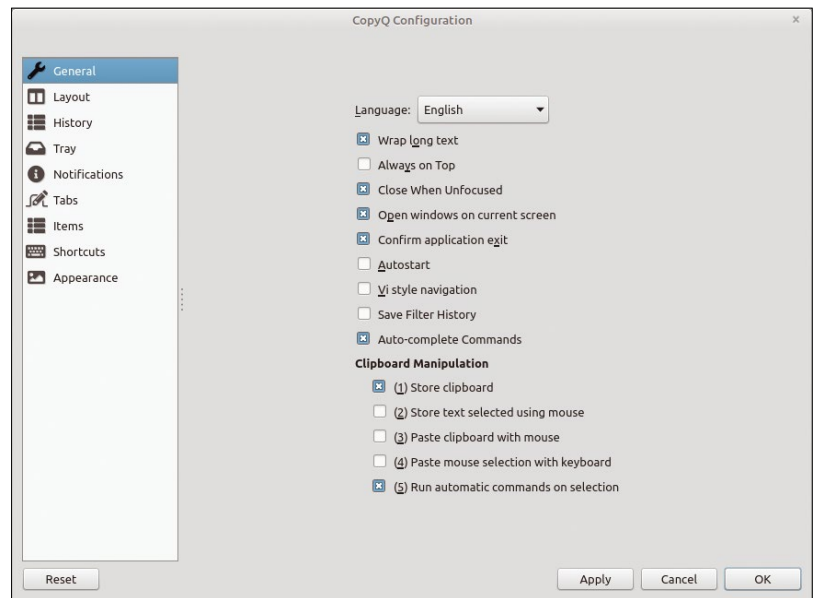 CopyQ Configuration
General
Layout
History
Tray
Notifications
Tabs
Items
Shortcuts
Appearance
Language: English
Wrap long text
Always on Top
Close When Unfocused
Open windows on current screen
Confirm application exit
Autostart
Vi style navigation
Save Filter History
Auto-complete Commands
Clipboard Manipulation
(1) Store clipboard
(2) Store text selected using mouse
(3) Paste clipboard with mouse
(4) Paste mouse selection with keyboard
(5) Run automatic commands on selection
Reset Apply Cancel OK